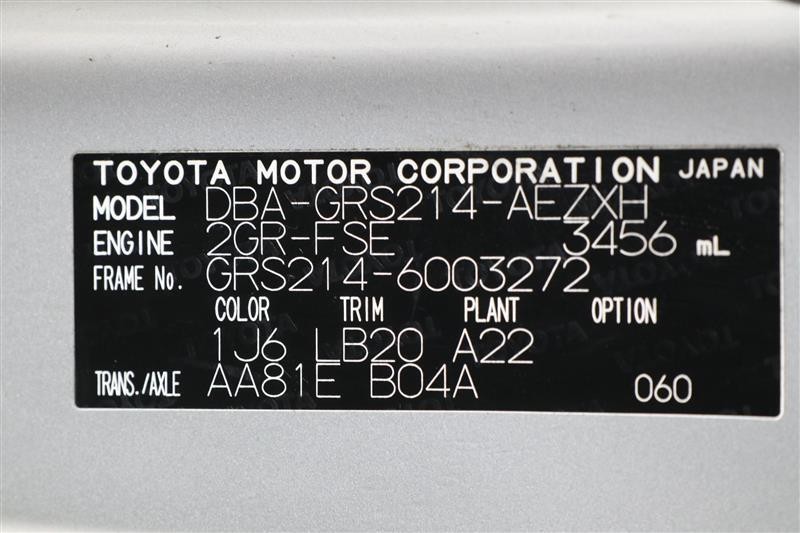 TOYOTA MOTOR CORPORATION JAPAN
MODEL DBA-GRS214-AEZXH
ENGINE 2GR-FSE 3456 mL
FRAME No. GRS214-6003272
COLOR TRIM PLANT OPTION
1J6 LB20 A22
TRANS./AXLE AA81E B04A 060